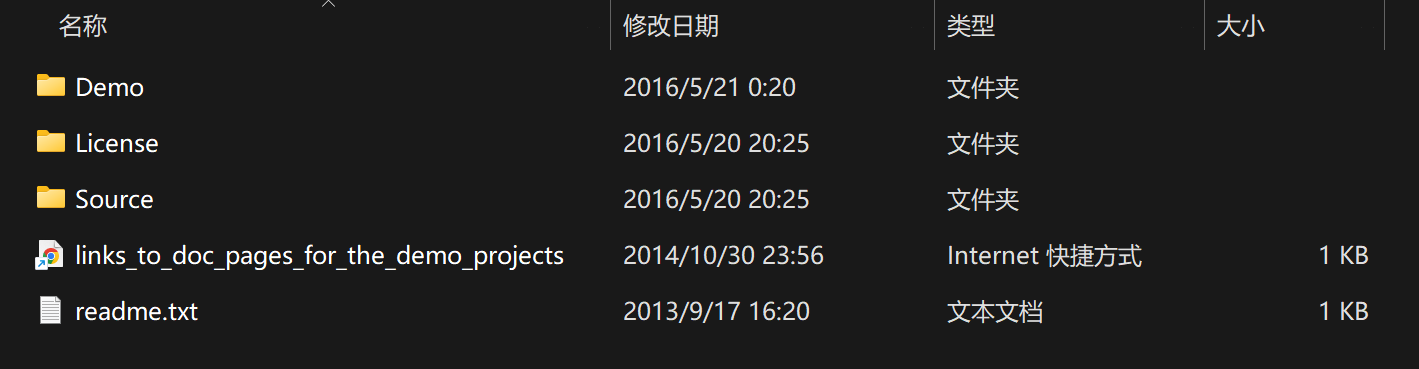 名称 修改日期 类型 大小
Demo 2016/5/21 0:20 文件夹
License 2016/5/20 20:25 文件夹
Source 2016/5/20 20:25 文件夹
links_to_doc_pages_for_the_demo_projects 2014/10/30 23:56 Internet 快捷方式 1 KB
readme.txt 2013/9/17 16:20 文本文档 1 KB